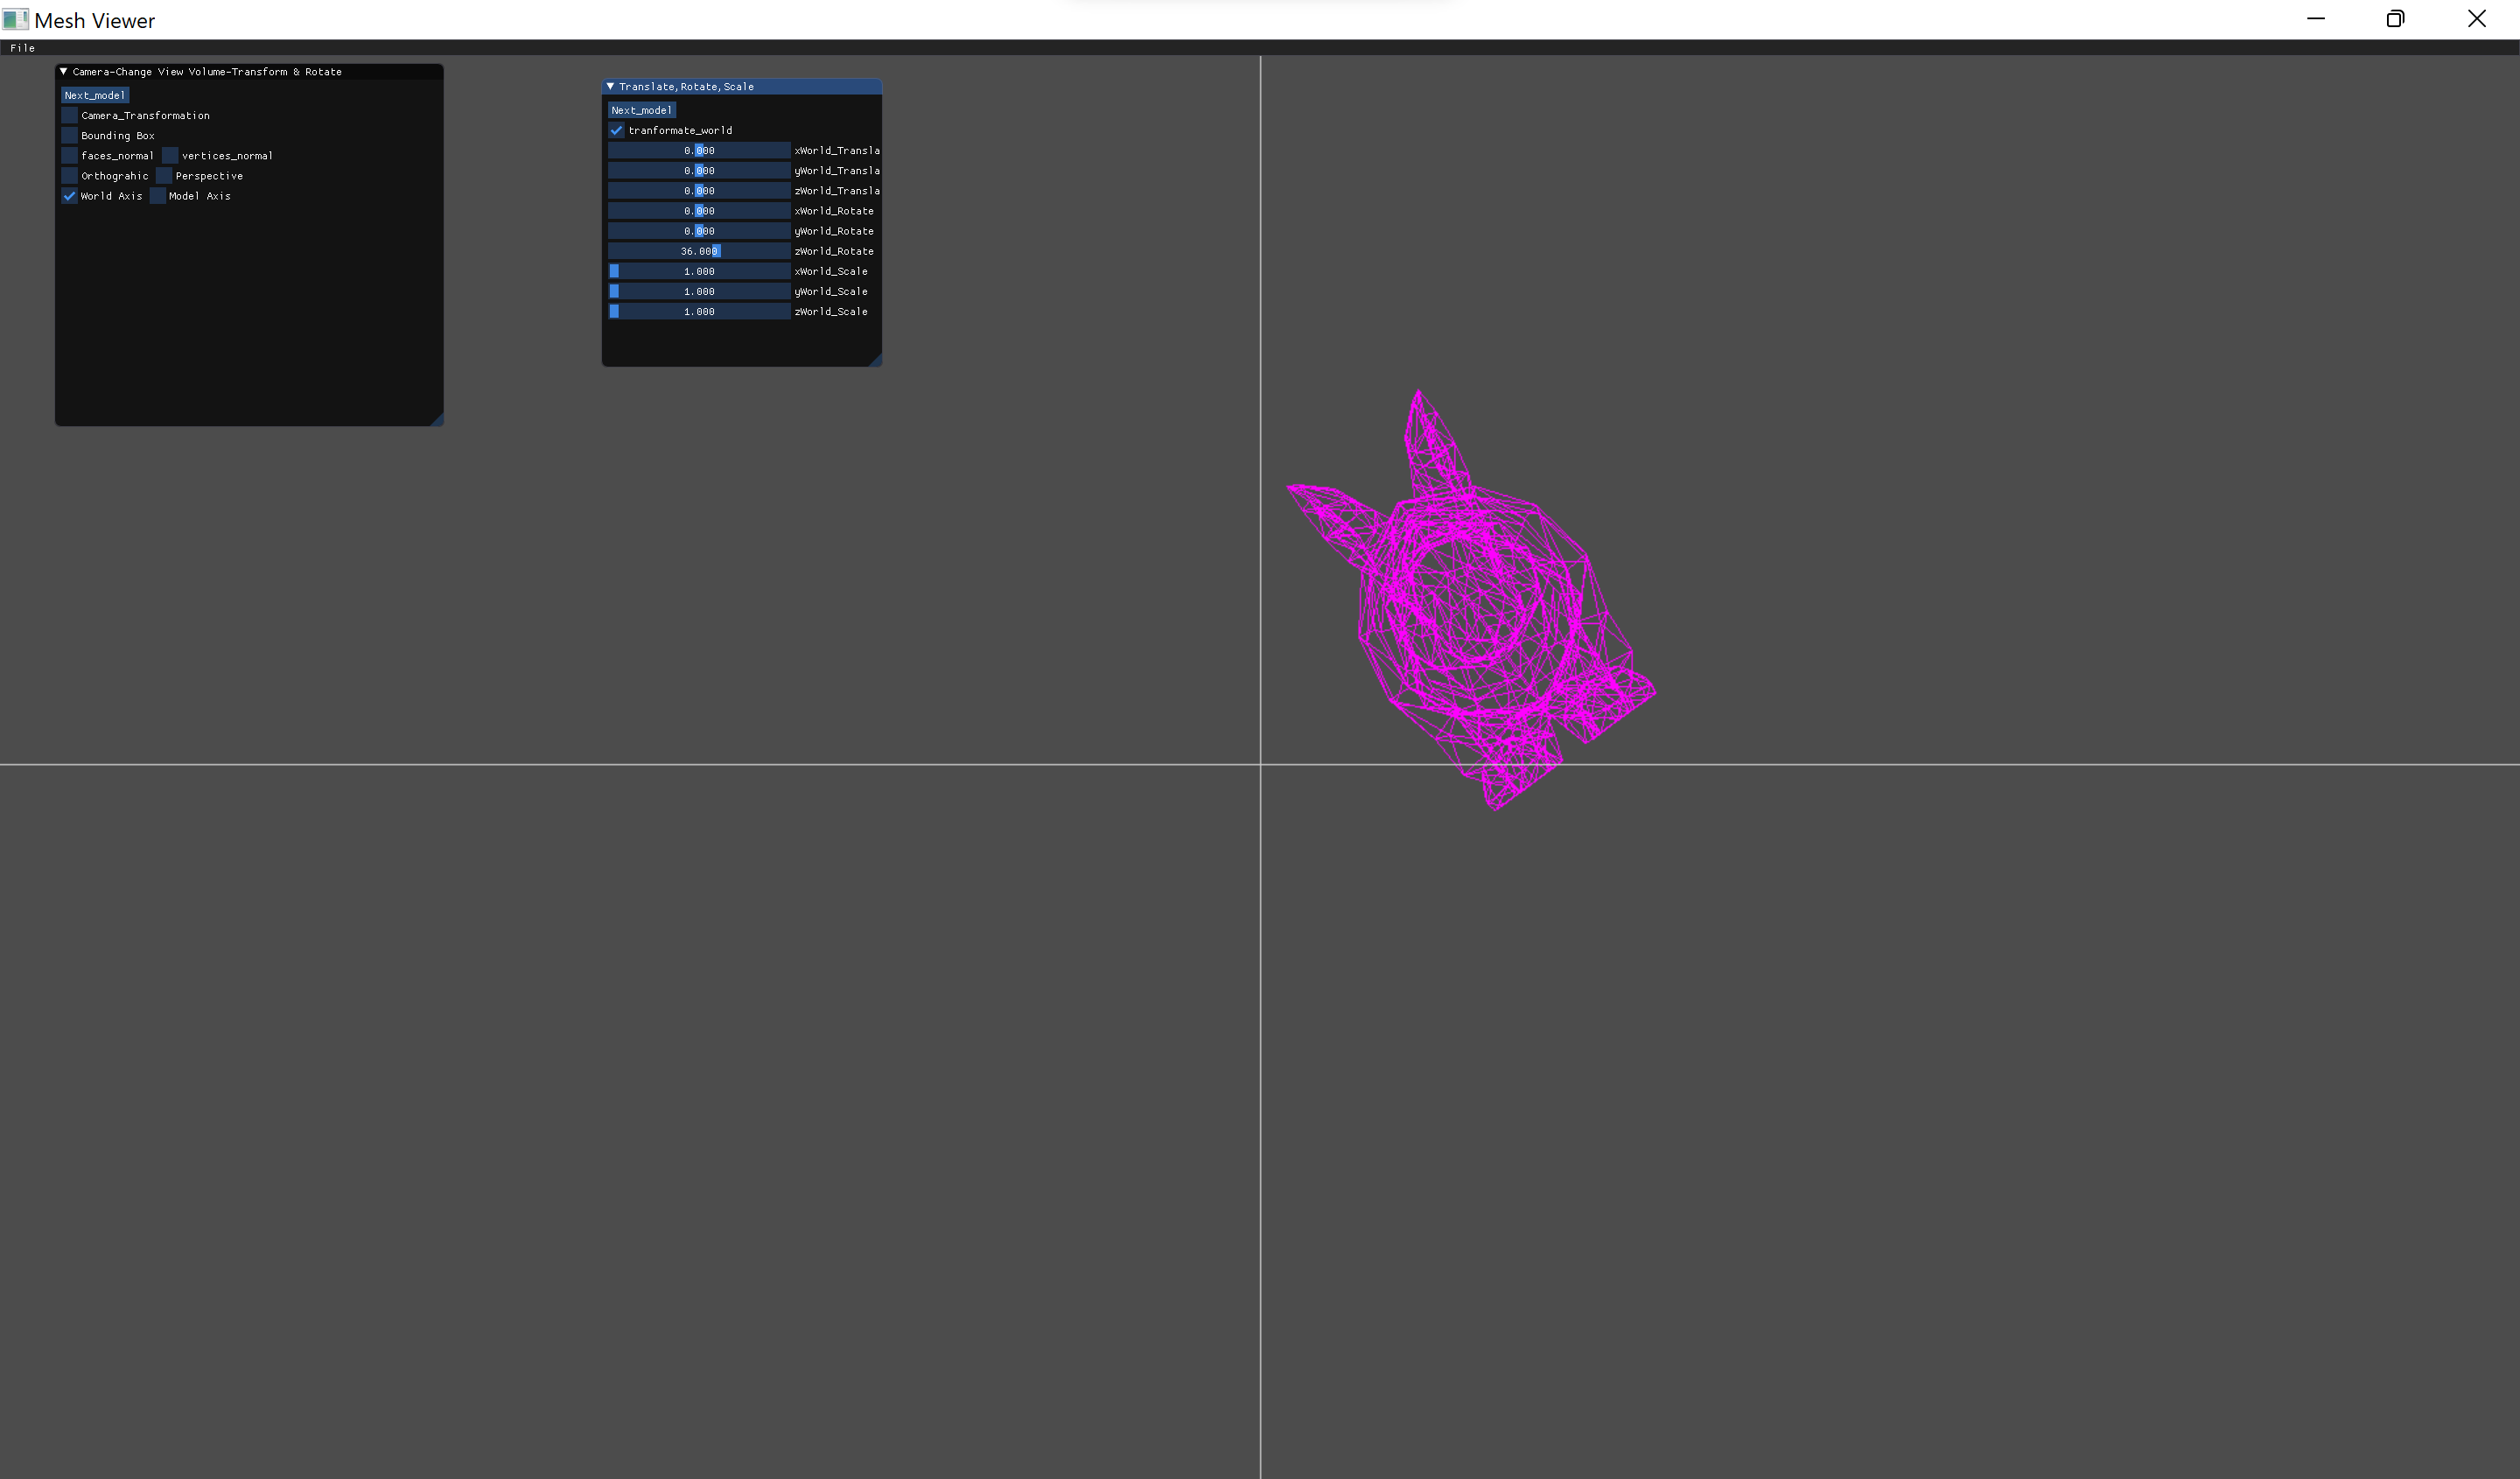 Mesh Viewer
File
Camera-Change View Volume-Transform & Rotate
Next_model
Camera_Transformation
Bounding Box
faces_normal vertices_normal
Orthograhic Perspective
World Axis Model Axis
Translate,Rotate,Scale
Next_model
tranformate_world
0.000 xWorld_Transla
0.000 yWorld_Transla
0.000 zWorld_Transla
0.000 xWorld_Rotate
0.000 yWorld_Rotate
36.000 zWorld_Rotate
1.000 xWorld_Scale
1.000 yWorld_Scale
1.000 zWorld_Scale